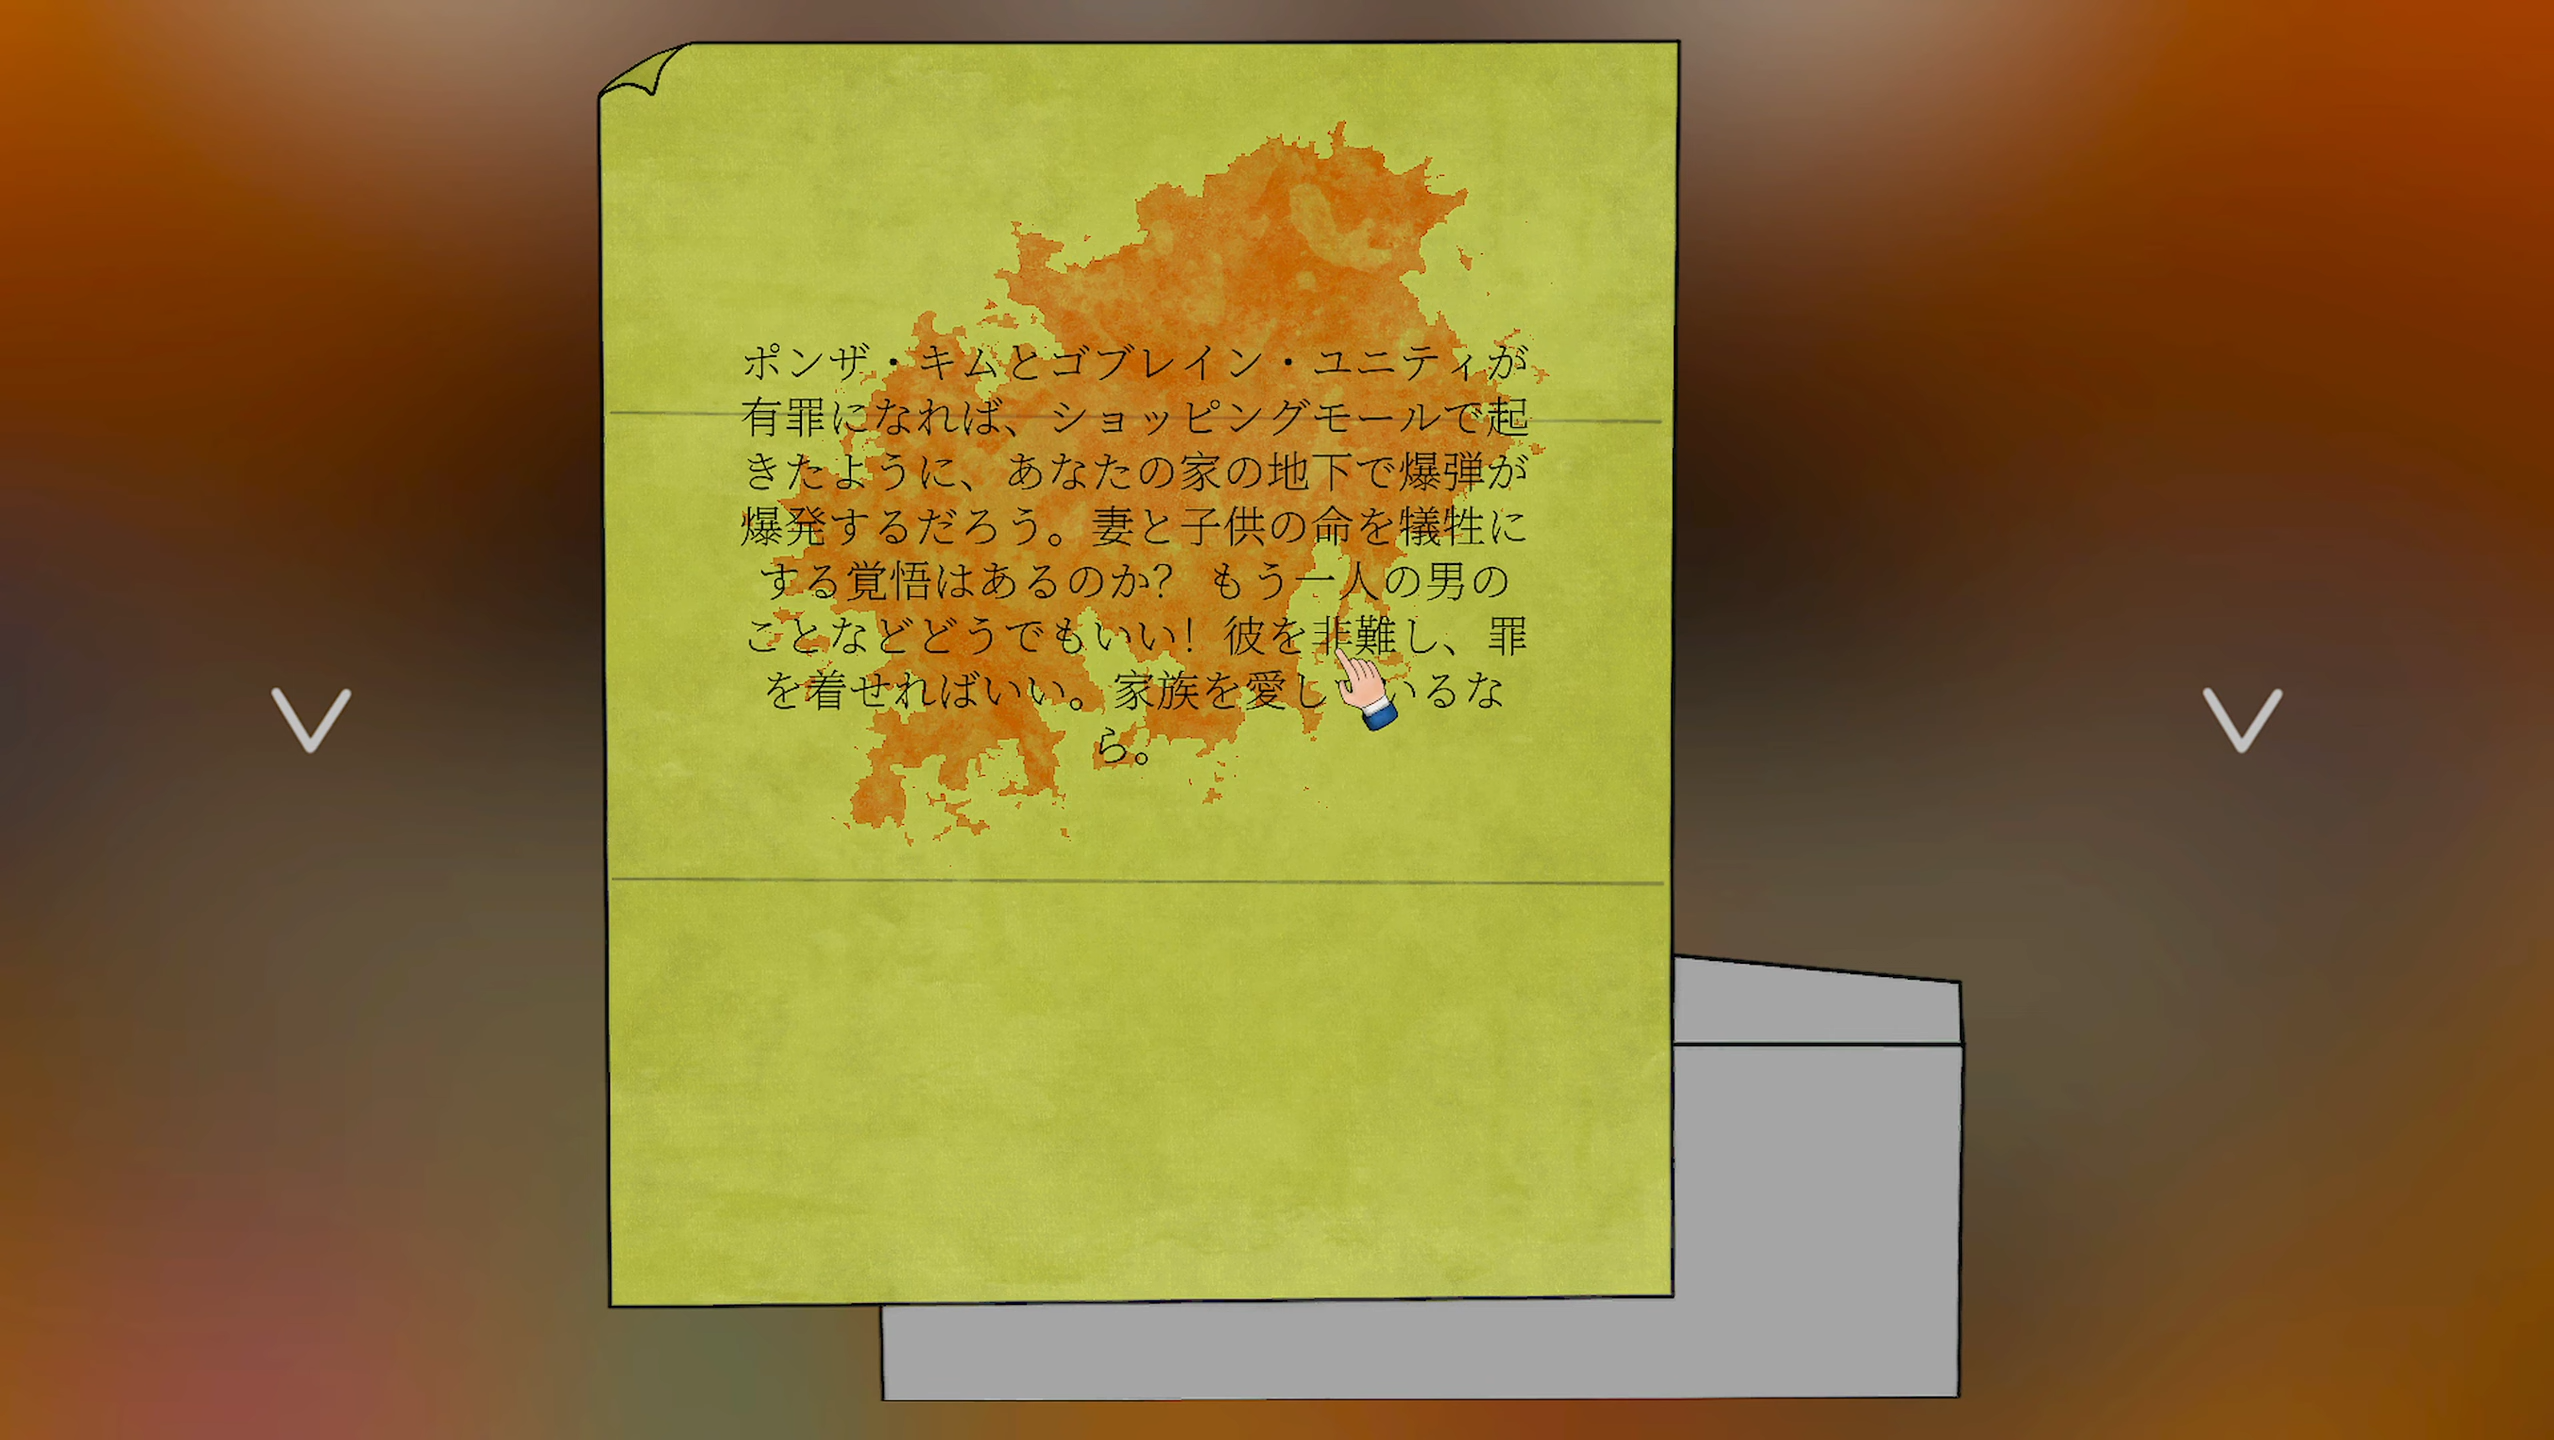 ポンザ・キムとゴブレイン・ユニティが
有罪になれば、ショッピングモールで起
きたように、あなたの家の地下で爆弾が
爆発するだろう。妻と子供の命を犠牲に
する覚悟はあるのか? もう一人の男の
ことなどどうでもいい! 彼を非難し、罪
を着せればいい。家族を愛しているな
ら。